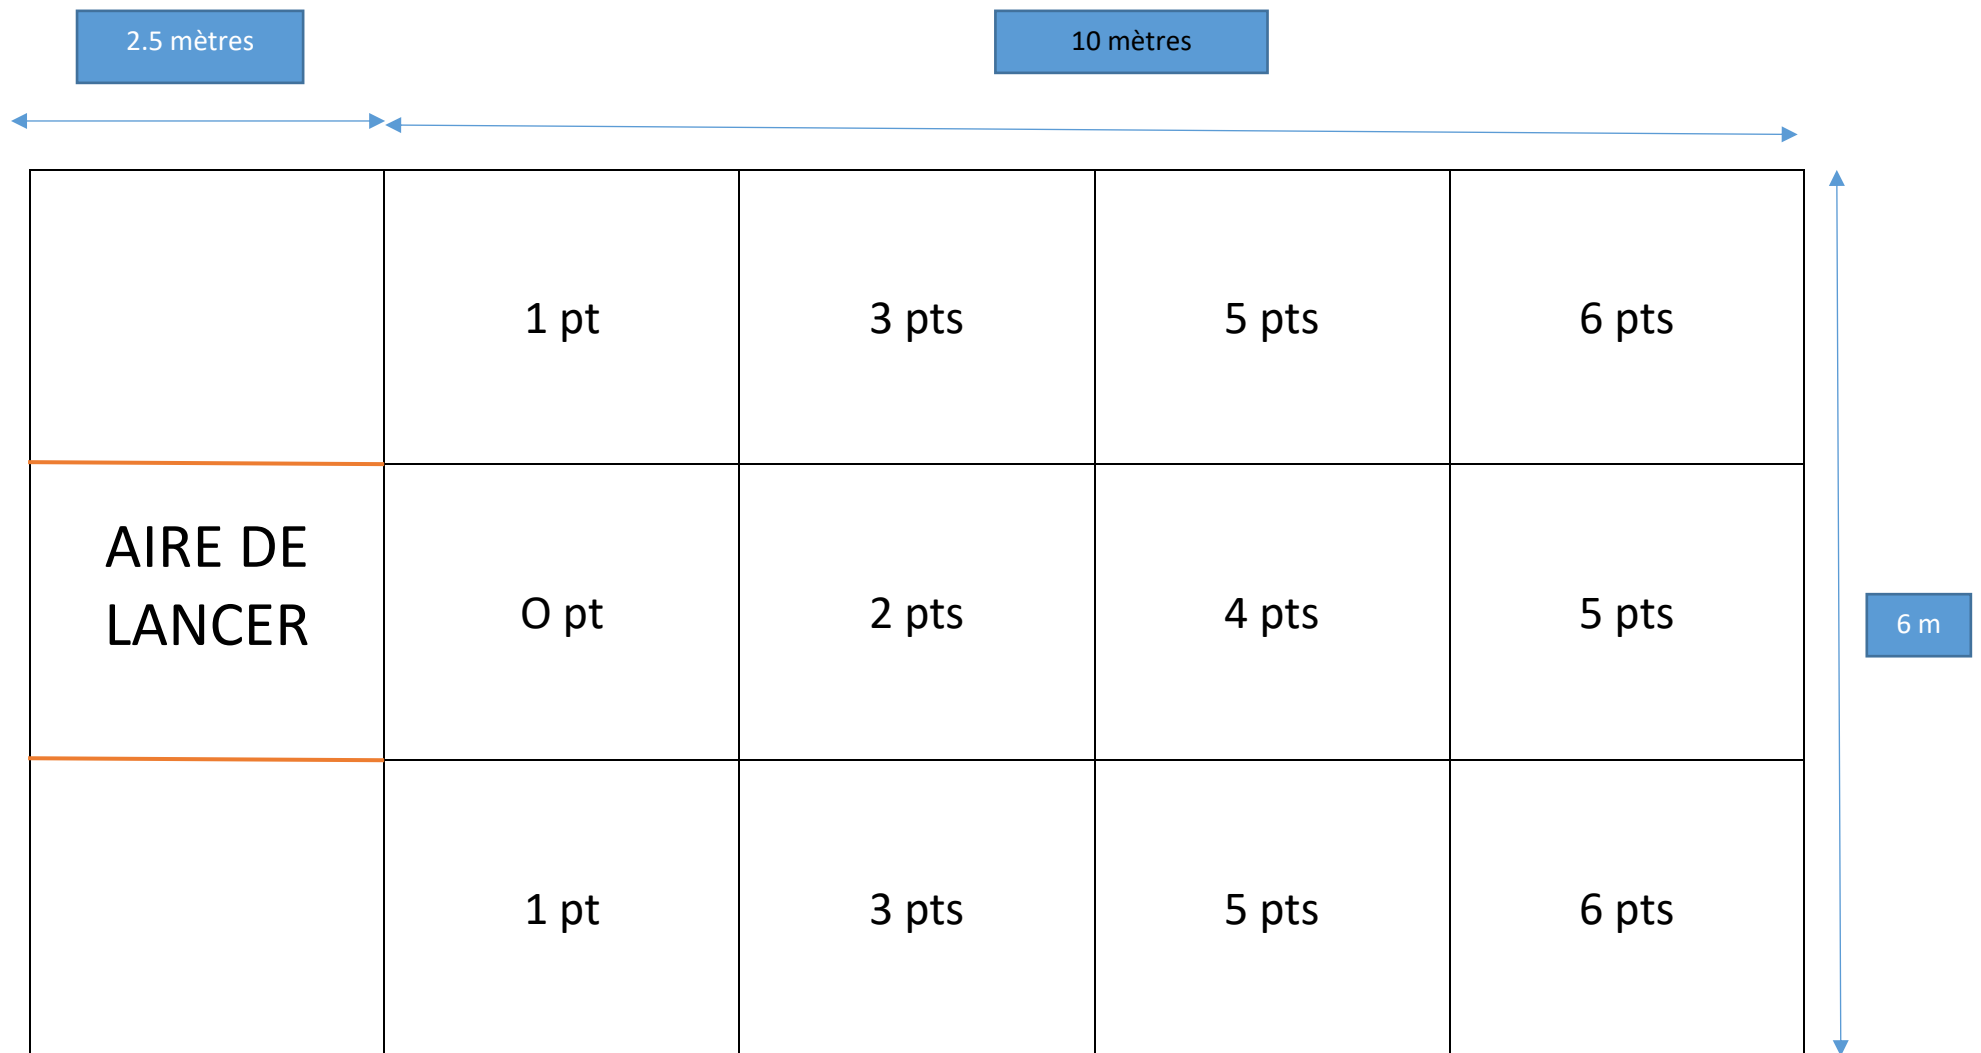 2.5 mètres
10 mètres
1 pt
3 pts
5 pts
6 pts
AIRE DE
LANCER
O pt
2 pts
4 pts
5 pts
6 m
1 pt
3 pts
5 pts
6 pts